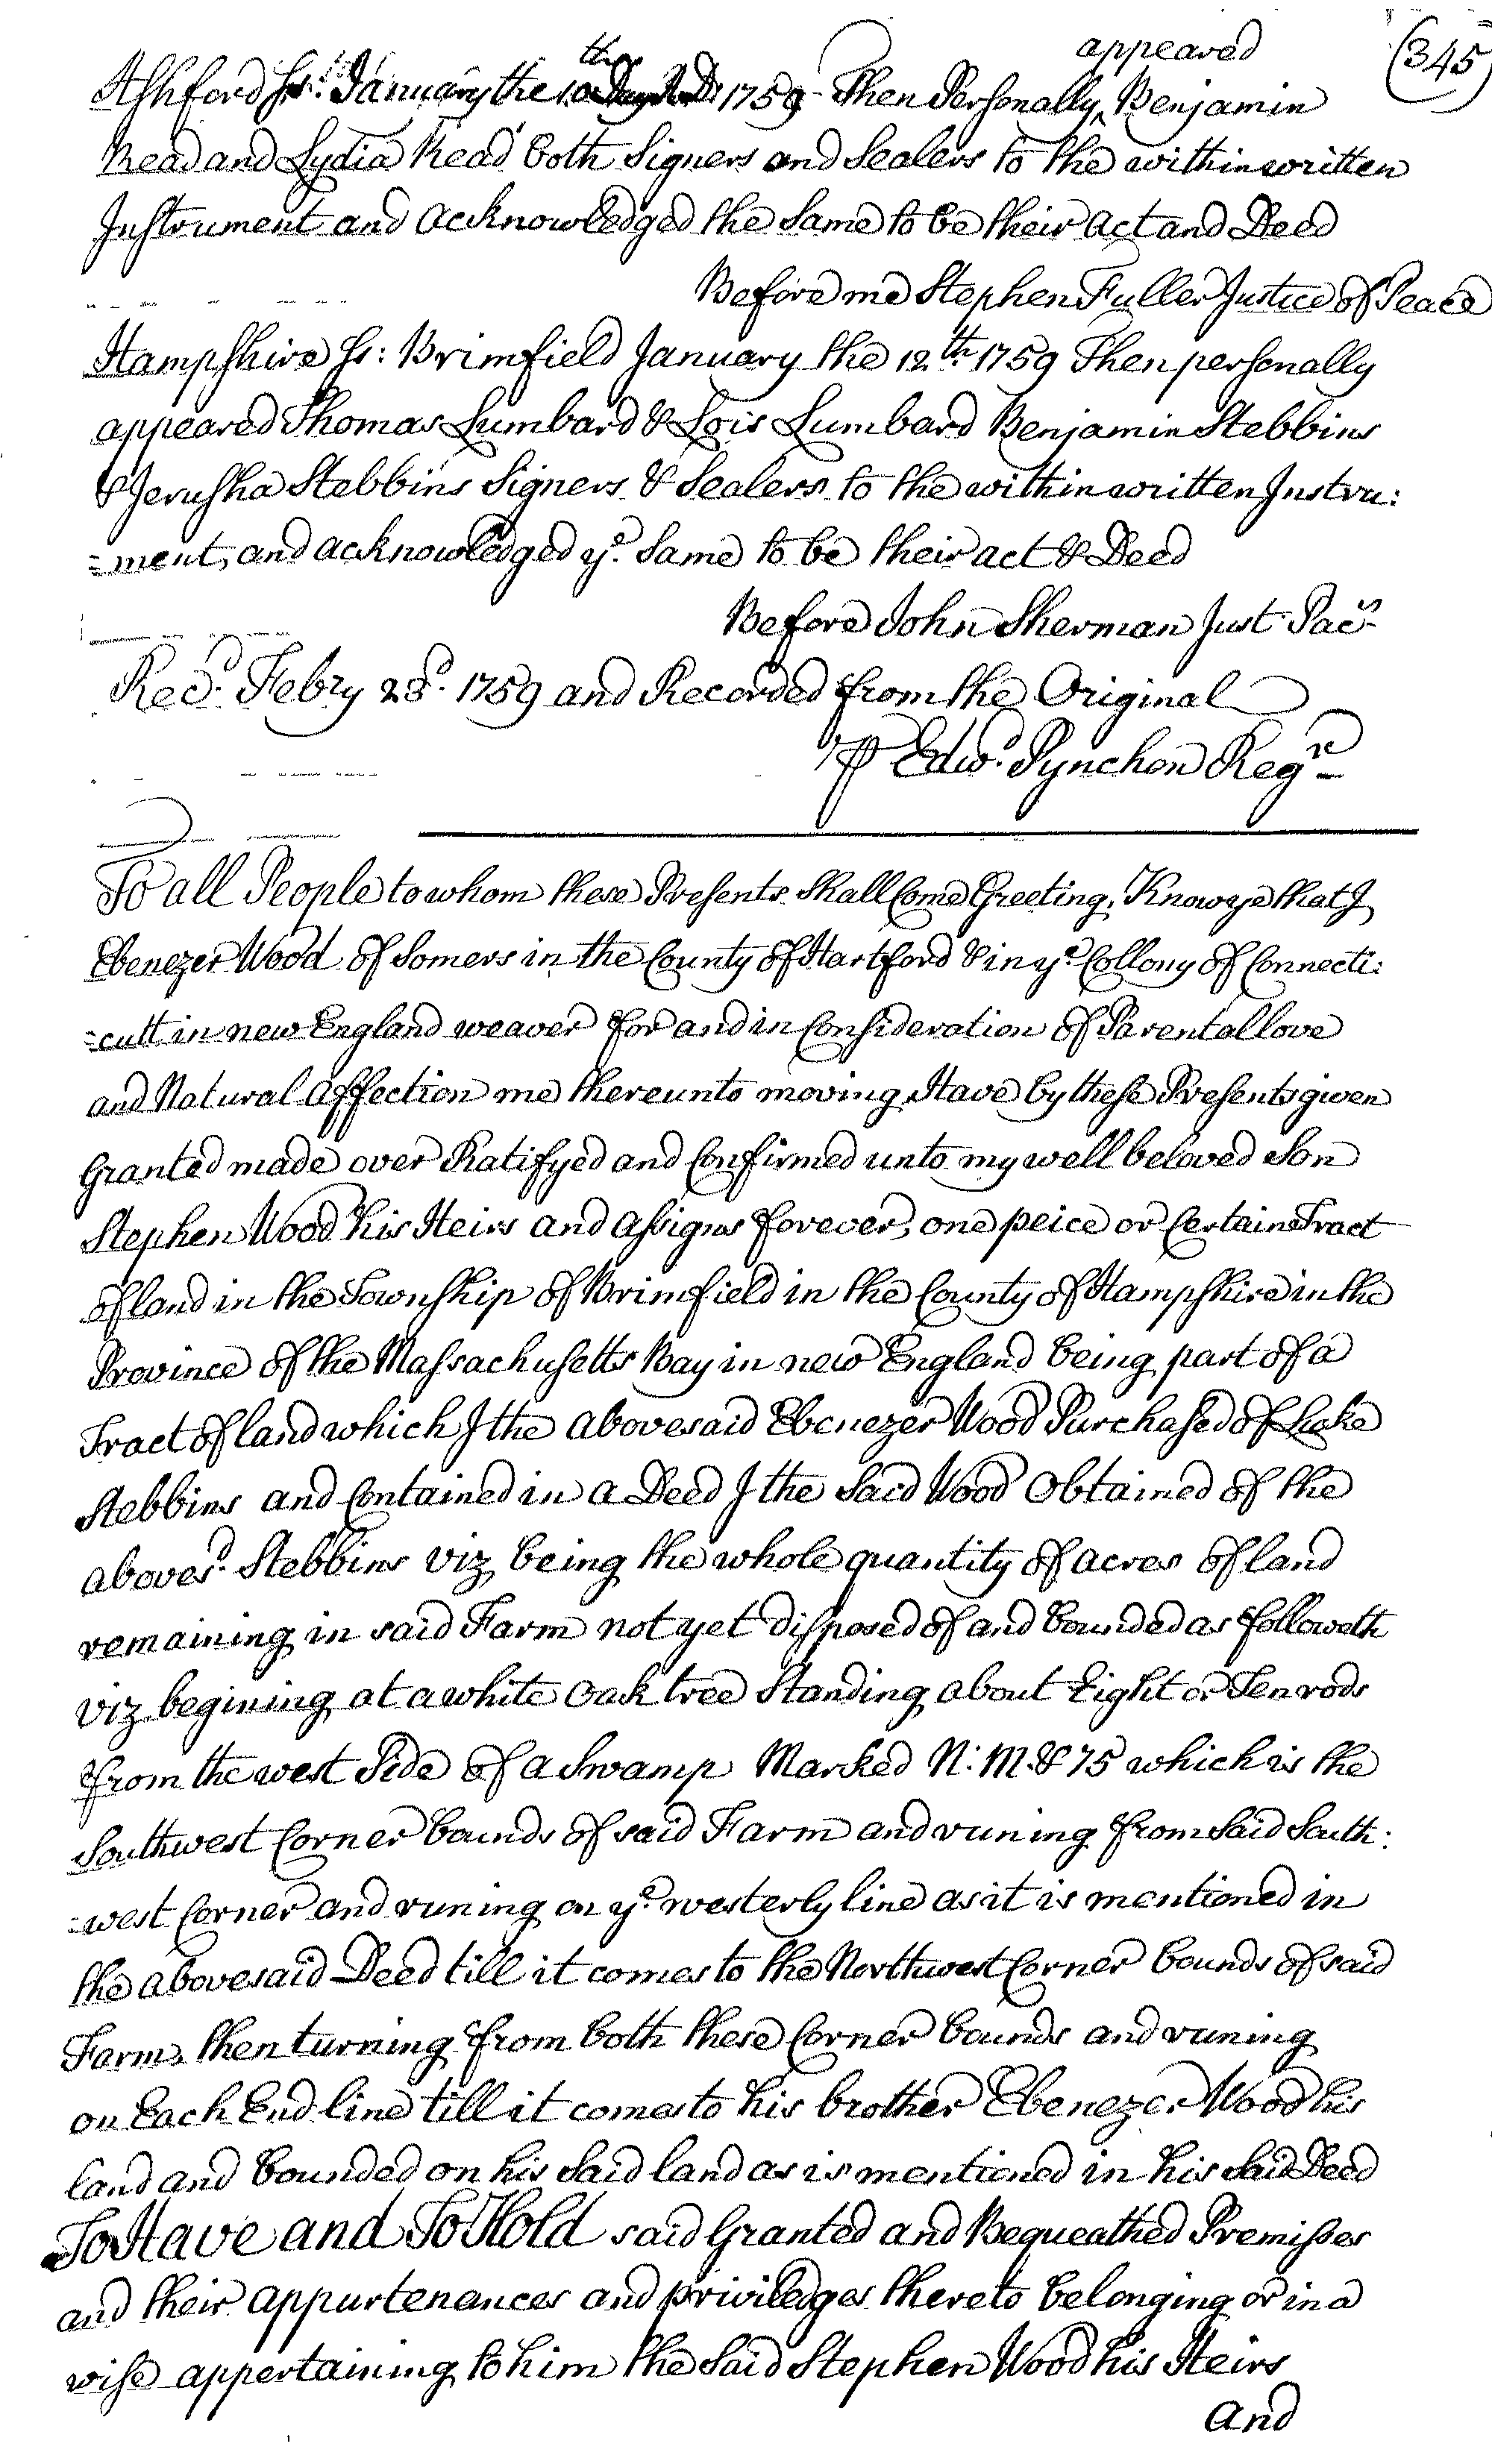 (345)
Ashford ss: January the 10th 1759 Then Personally appeared Benjamin
Read and Lydia Read both Signers and Sealers to the within written
Instrument and acknowledged the Same to be their act and Deed
Before me Stephen Fuller Justice of Peace
Hampshire ss: Brimfield January the 12th 1759 Then personally
appeared Thomas Lumbard & Lois Lumbard Benjamin Stebbins
& Jerusha Stebbins Signers & Sealers to the within written Instru:
=ment, and acknowledged ye. Same to be their act & Deed
Before John Sherman Just Pacs
Recd. Febry 28. 1759 and Recorded from the Original
⅌ Edwd. Pynchon Regr
To all People to whom these Presents Shall Come Greeting, Know ye that I
Ebenezer Wood of Somers in the County of Hartford & in ye Collony of Connecti:
=cutt in new England weaver for and in Consideration of Parental love
and Natural affection me thereunto moving Have by these Presents given
Granted made over Ratifyed and Confirmed unto my well beloved Son
Stephen Wood his Heirs and assigns forever, one peice or Certaine Tract
of land in the Township of Brimfield in the County of Hampshire in the
Province of the Massachusetts Bay in new England being part of a
Tract of land which I the abovesaid Ebenezer Wood Purchased of Luke
Stebbins and Contained in a Deed I the Said Wood Obtained of the
abovesd. Stebbins viz, being the whole quantity of acres of land
remaining in said Farm not yet disposed of and bounded as followeth
viz begining at a white Oak tree Standing about Eight or Ten rods
from the west Side of a Swamp Marked N: M. & 75 which is the
Southwest Corner bounds of said Farm and runing from Said South:
=west Corner and runing on ye. westerly line as it is mentioned in
the abovesaid Deed till it comes to the Northwest Corner bounds of said
Farm, then turning from both these Corner bounds and runing
on Each End line till it comes to his brother Ebenezer Wood his
land and bounded on his Said land as is mentioned in his Said Deed
To Have and To Hold said Granted and Bequeathed Premisses
and their appurtenances and priviledges thereto belonging or in a
wise appertaining to him the Said Stephen Wood his Heirs
And